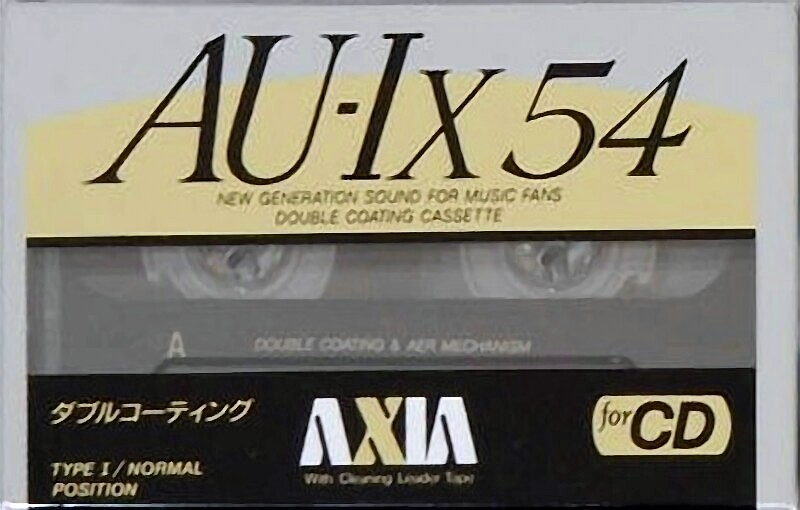 AU-Ix 54
NEW GENERATION SOUND FOR MUSIC FANS
DOUBLE COATING CASSETTE
A
DOUBLE COATING & AER MECHANISM
ダブルコーティング
TYPE I / NORMAL
POSITION
AXIA
With Cleaning Leader Tape
for CD